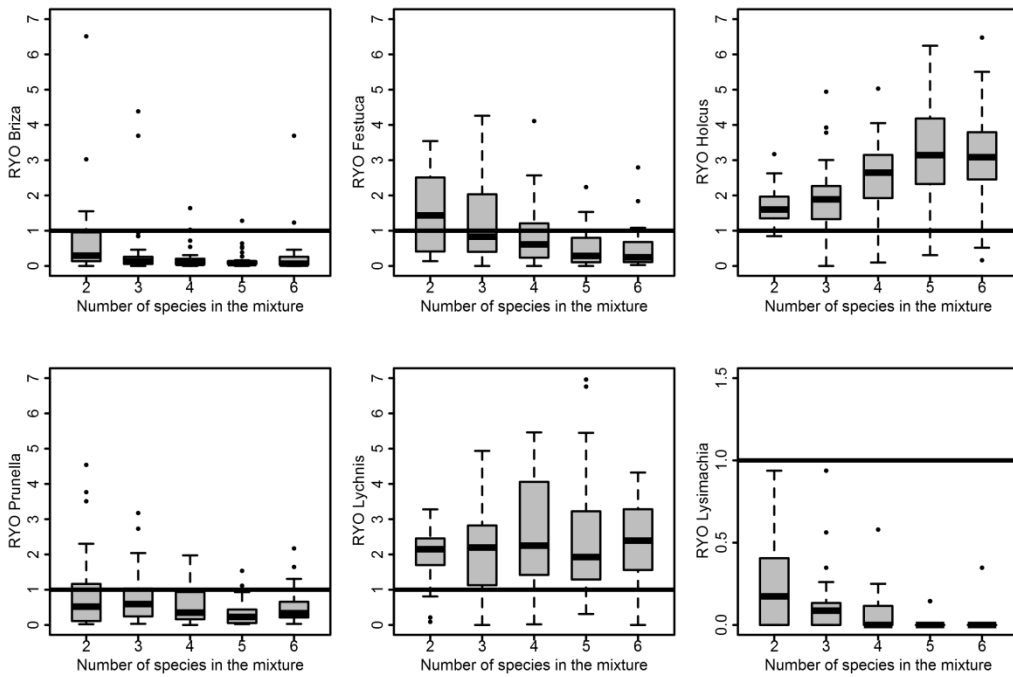 RYO Briza
0 1 2 3 4 5 6 7
2 3 4 5 6
Number of species in the mixture
RYO Festuca
0 1 2 3 4 5 6 7
2 3 4 5 6
Number of species in the mixture
RYO Holcus
0 1 2 3 4 5 6 7
2 3 4 5 6
Number of species in the mixture
RYO Prunella
0 1 2 3 4 5 6 7
2 3 4 5 6
Number of species in the mixture
RYO Lychnis
0 1 2 3 4 5 6 7
2 3 4 5 6
Number of species in the mixture
RYO Lysimachia
0.0 0.5 1.0 1.5
2 3 4 5 6
Number of species in the mixture